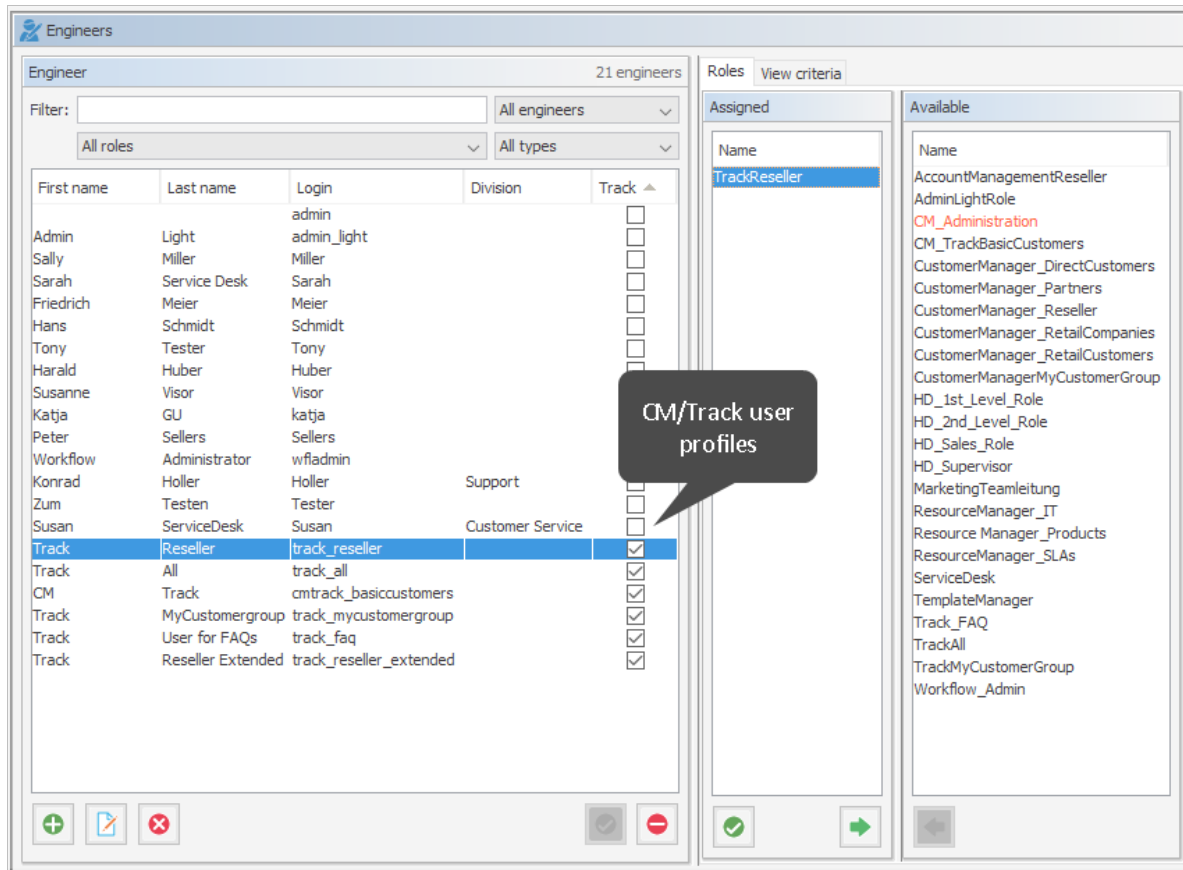 Engineers
Engineer 21 engineers
Filter: All engineers
All roles All types
First name Last name Login Division Track
admin
Admin Light admin_light
Sally Miller Miller
Sarah Service Desk Sarah
Friedrich Meier Meier
Hans Schmidt Schmidt
Tony Tester Tony
Harald Huber Huber
Susanne Visor Visor
Katja GU katja
Peter Sellers Sellers
Workflow Administrator wfladmin
Konrad Holler Holler Support
Zum Testen Tester
Susan ServiceDesk Susan Customer Service
Track Reseller track_reseller
Track All track_all
CM Track cmtrack_basiccustomers
Track MyCustomergroup track_mycustomergroup
Track User for FAQs track_faq
Track Reseller Extended track_reseller_extended
CM/Track user
profiles
Roles View criteria
Assigned
Name
TrackReseller
Available
Name
AccountManagementReseller
AdminLightRole
CM_Administration
CM_TrackBasicCustomers
CustomerManager_DirectCustomers
CustomerManager_Partners
CustomerManager_Reseller
CustomerManager_RetailCompanies
CustomerManager_RetailCustomers
CustomerManagerMyCustomerGroup
HD_1st_Level_Role
HD_2nd_Level_Role
HD_Sales_Role
HD_Supervisor
MarketingTeamleitung
ResourceManager_IT
Resource Manager_Products
ResourceManager_SLAs
ServiceDesk
TemplateManager
Track_FAQ
TrackAll
TrackMyCustomerGroup
Workflow_Admin